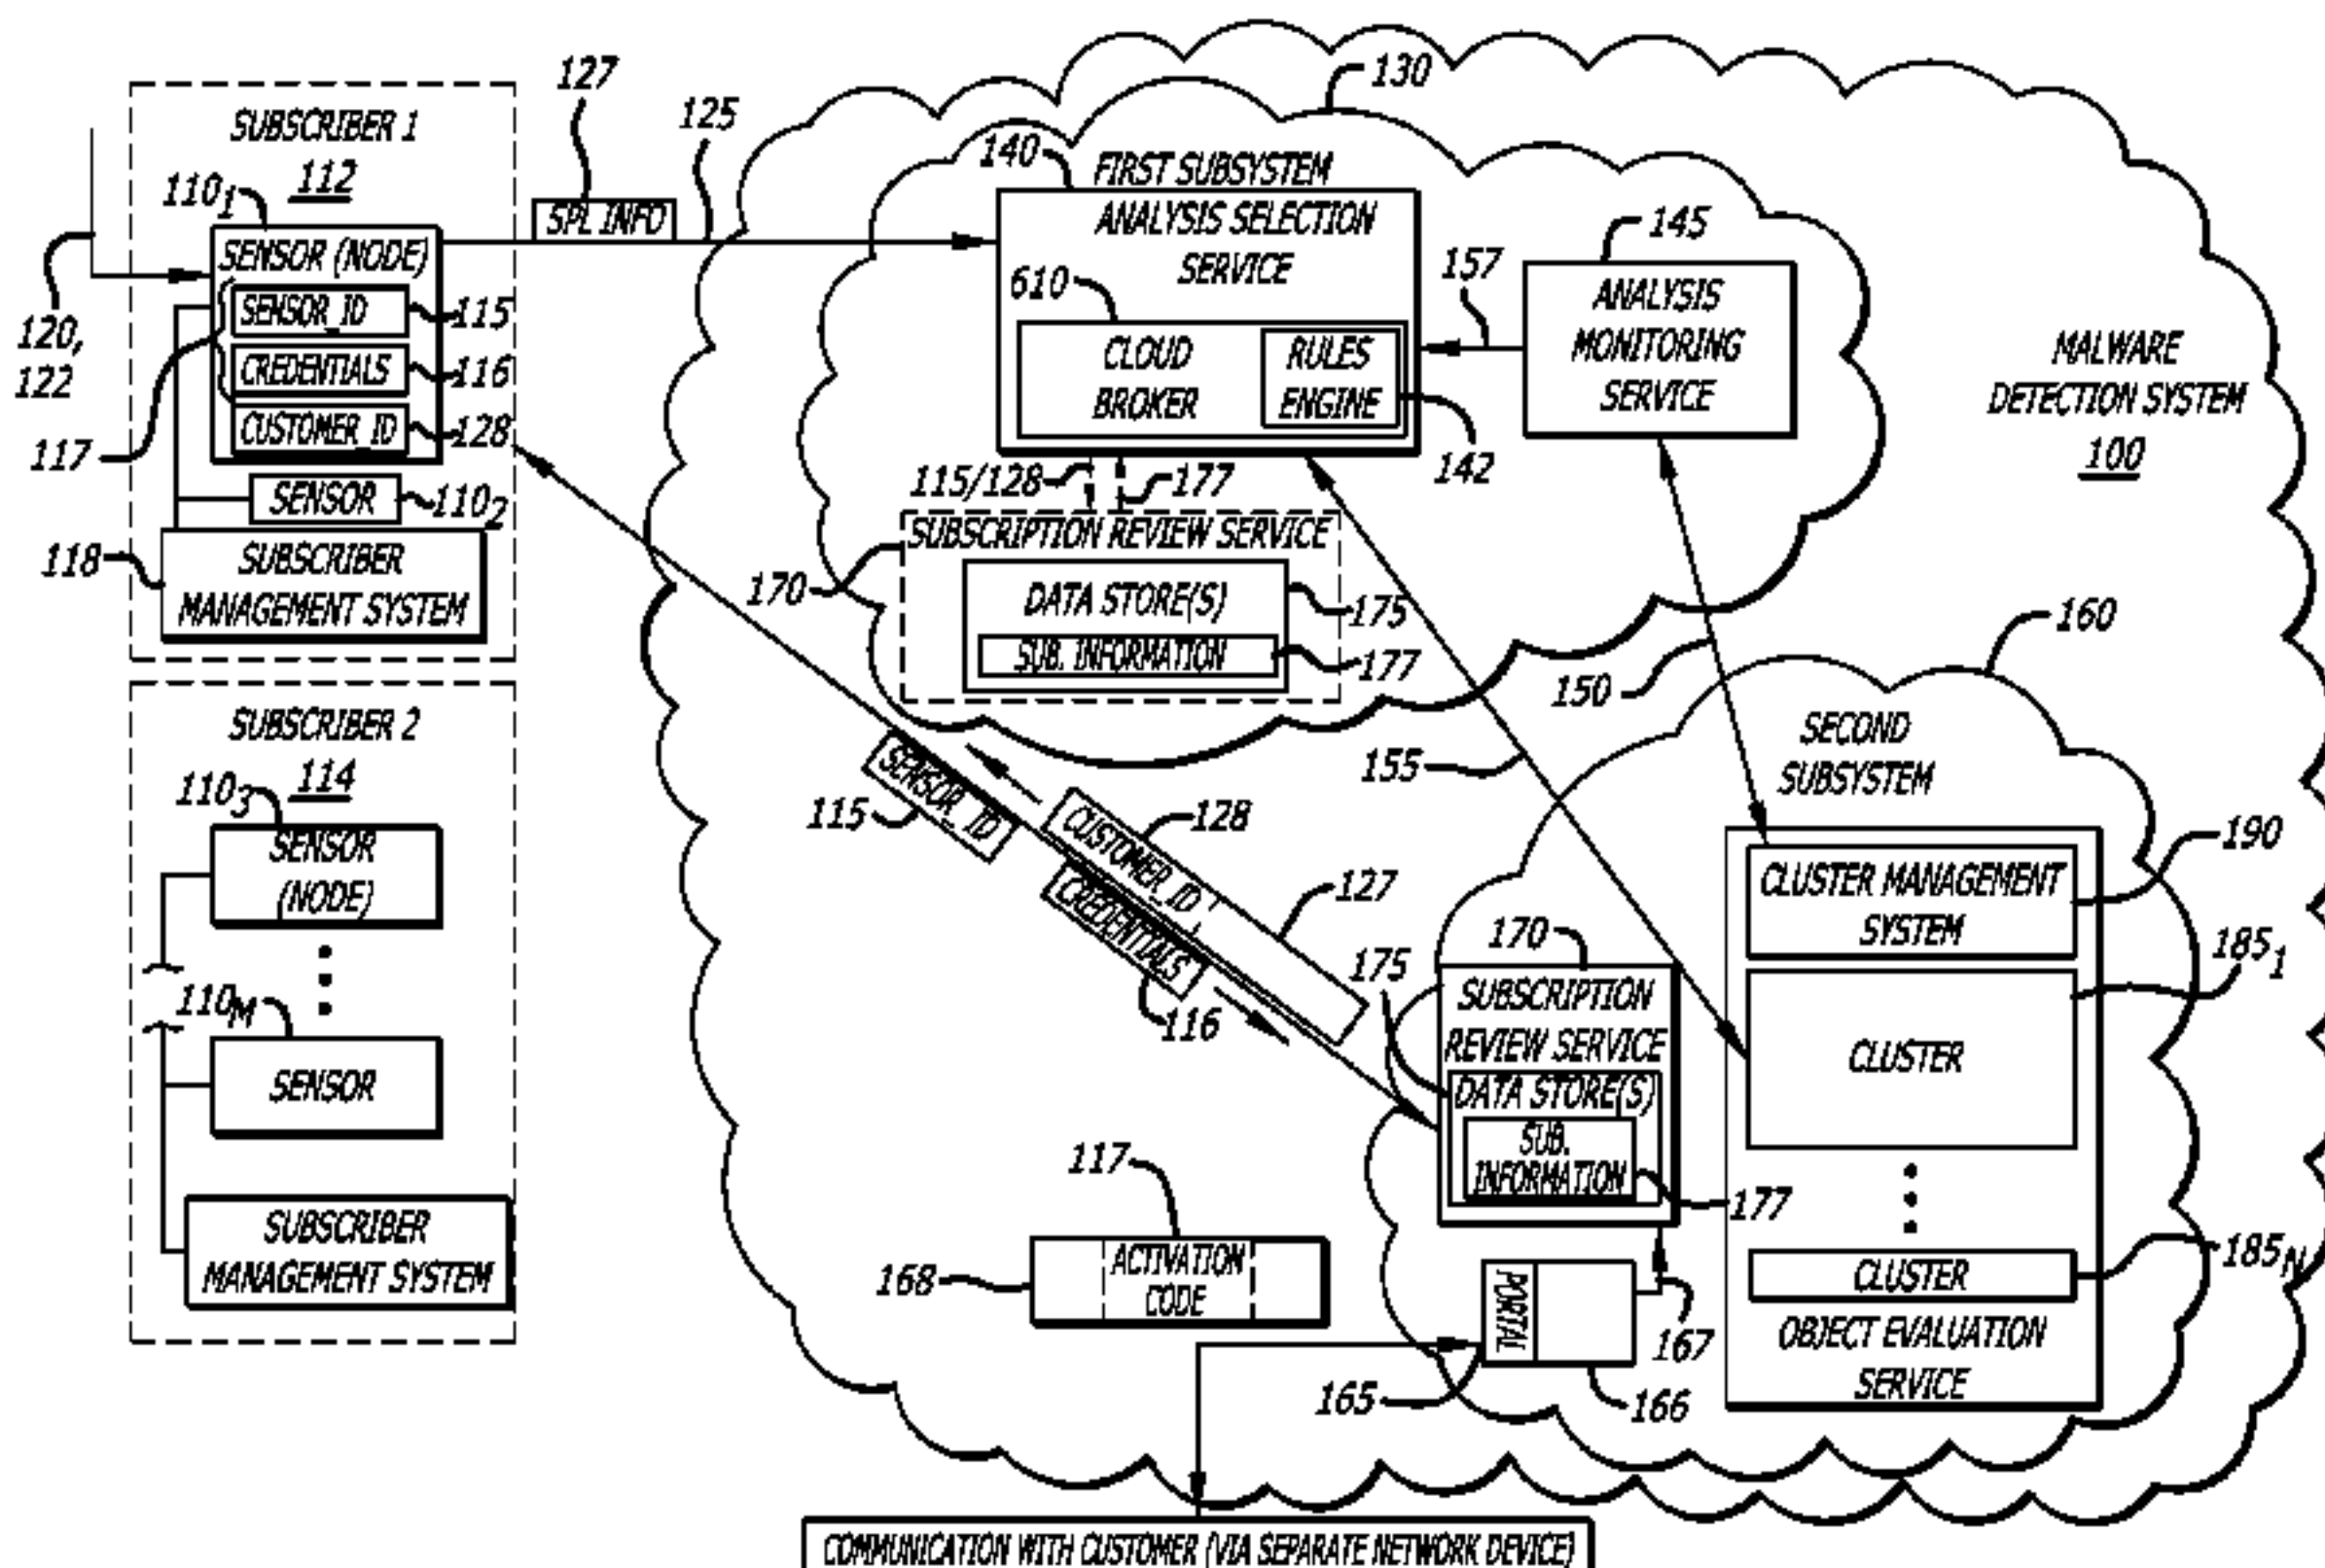 SUBSCRIBER 1
112
110₁
SENSOR (NODE)
SENSOR_ID
115
CREDENTIALS
116
CUSTOMER_ID
128
120,
122
117
SENSOR
110₂
118
SUBSCRIBER
MANAGEMENT SYSTEM
SUBSCRIBER 2
114
110₃
SENSOR
(NODE)
110M
SENSOR
SUBSCRIBER
MANAGEMENT SYSTEM
127
SPL INFO
125
130
FIRST SUBSYSTEM
140
ANALYSIS SELECTION
SERVICE
610
CLOUD
BROKER
RULES
ENGINE
142
157
145
ANALYSIS
MONITORING
SERVICE
MALWARE
DETECTION SYSTEM
100
115/128
177
SUBSCRIPTION REVIEW SERVICE
170
DATA STORE(S)
175
SUB. INFORMATION
177
150
155
160
SECOND
SUBSYSTEM
SENSOR_ID
115
CUSTOMER_ID
128
127
CREDENTIALS
116
CLUSTER MANAGEMENT
SYSTEM
190
CLUSTER
185₁
CLUSTER
185N
OBJECT EVALUATION
SERVICE
170
175
SUBSCRIPTION
REVIEW SERVICE
DATA STORE(S)
SUB.
INFORMATION
177
117
168
ACTIVATION
CODE
PORTAL
165
166
167
COMMUNICATION WITH CUSTOMER (VIA SEPARATE NETWORK DEVICE)